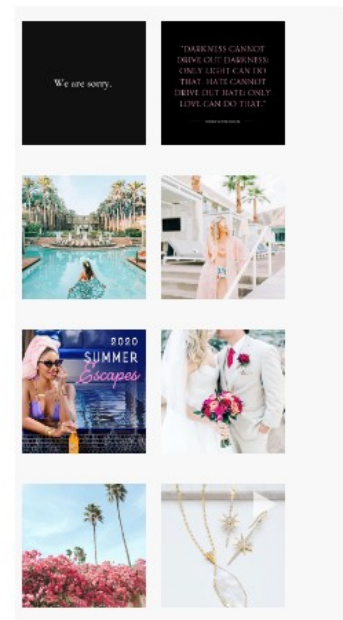 We are sorry.
"DARKNESS CANNOT
DRIVE OUT DARKNESS:
ONLY LIGHT CAN DO
THAT. HATE CANNOT
DRIVE OUT HATE; ONLY
LOVE CAN DO THAT."
2020
SUMMER
Escapes